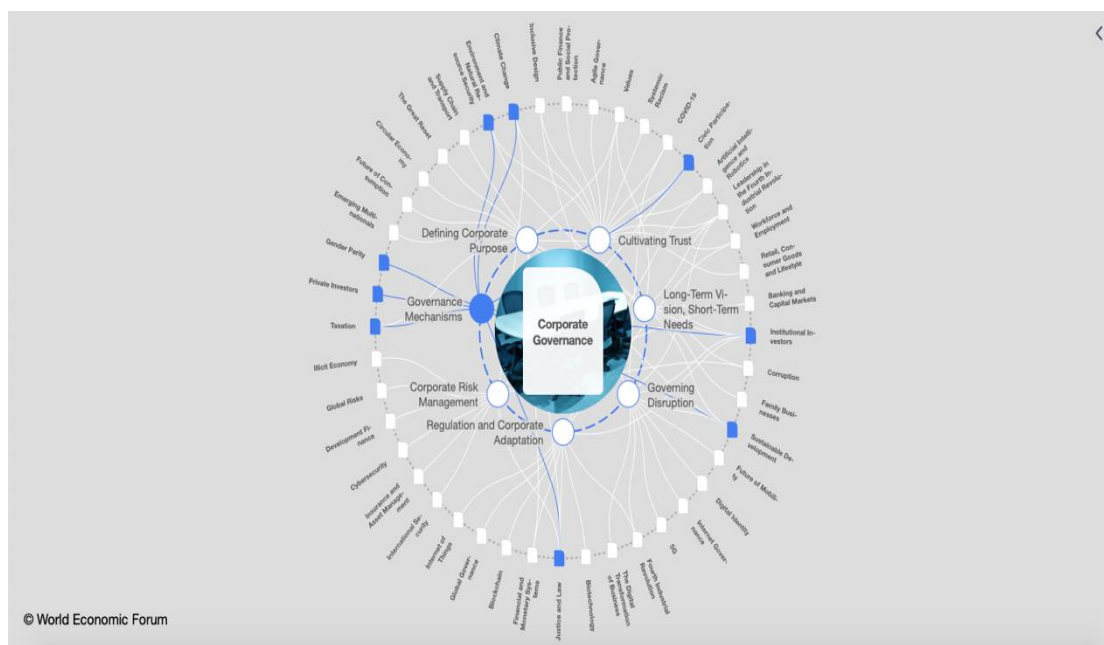 Inclusive Design
Public Finance
and Social Pro-
tection
Agile Gover-
nance
Values
Systemic
Racism
COVID-19
Civic Participa-
tion
Artificial Intelli-
gence and
Robotics
Leadership in
the Fourth In-
dustrial Revolu-
tion
Workforce and
Employment
Retail, Con-
sumer Goods
and Lifestyle
Banking and
Capital Markets
Institutional In-
vestors
Corruption
Family Busi-
nesses
Sustainable De-
velopment
Future of Mobili-
ty
Digital Identity
Internet Gover-
nance
5G
Fourth Industrial
Revolution
The Digital
Transformation
of Business
Biotechnology
Justice and Law
Financial and
Monetary Sys-
tems
Blockchain
Global Gover-
nance
Internet of
Things
International Se-
curity
Insurance and
Asset Manage-
ment
Cybersecurity
Development Fi-
nance
Global Risks
Illicit Economy
Taxation
Private Investors
Gender Parity
Emerging Multi-
nationals
Future of Con-
sumption
Circular Econo-
my
The Great Reset
Supply Chain
and Transport
Environment and
Natural Re-
source Security
Climate Change
Defining Corporate
Purpose
Cultivating Trust
Governance
Mechanisms
Long-Term Vi-
sion, Short-Term
Needs
Corporate
Governance
Corporate Risk
Management
Governing
Disruption
Regulation and Corporate
Adaptation
© World Economic Forum